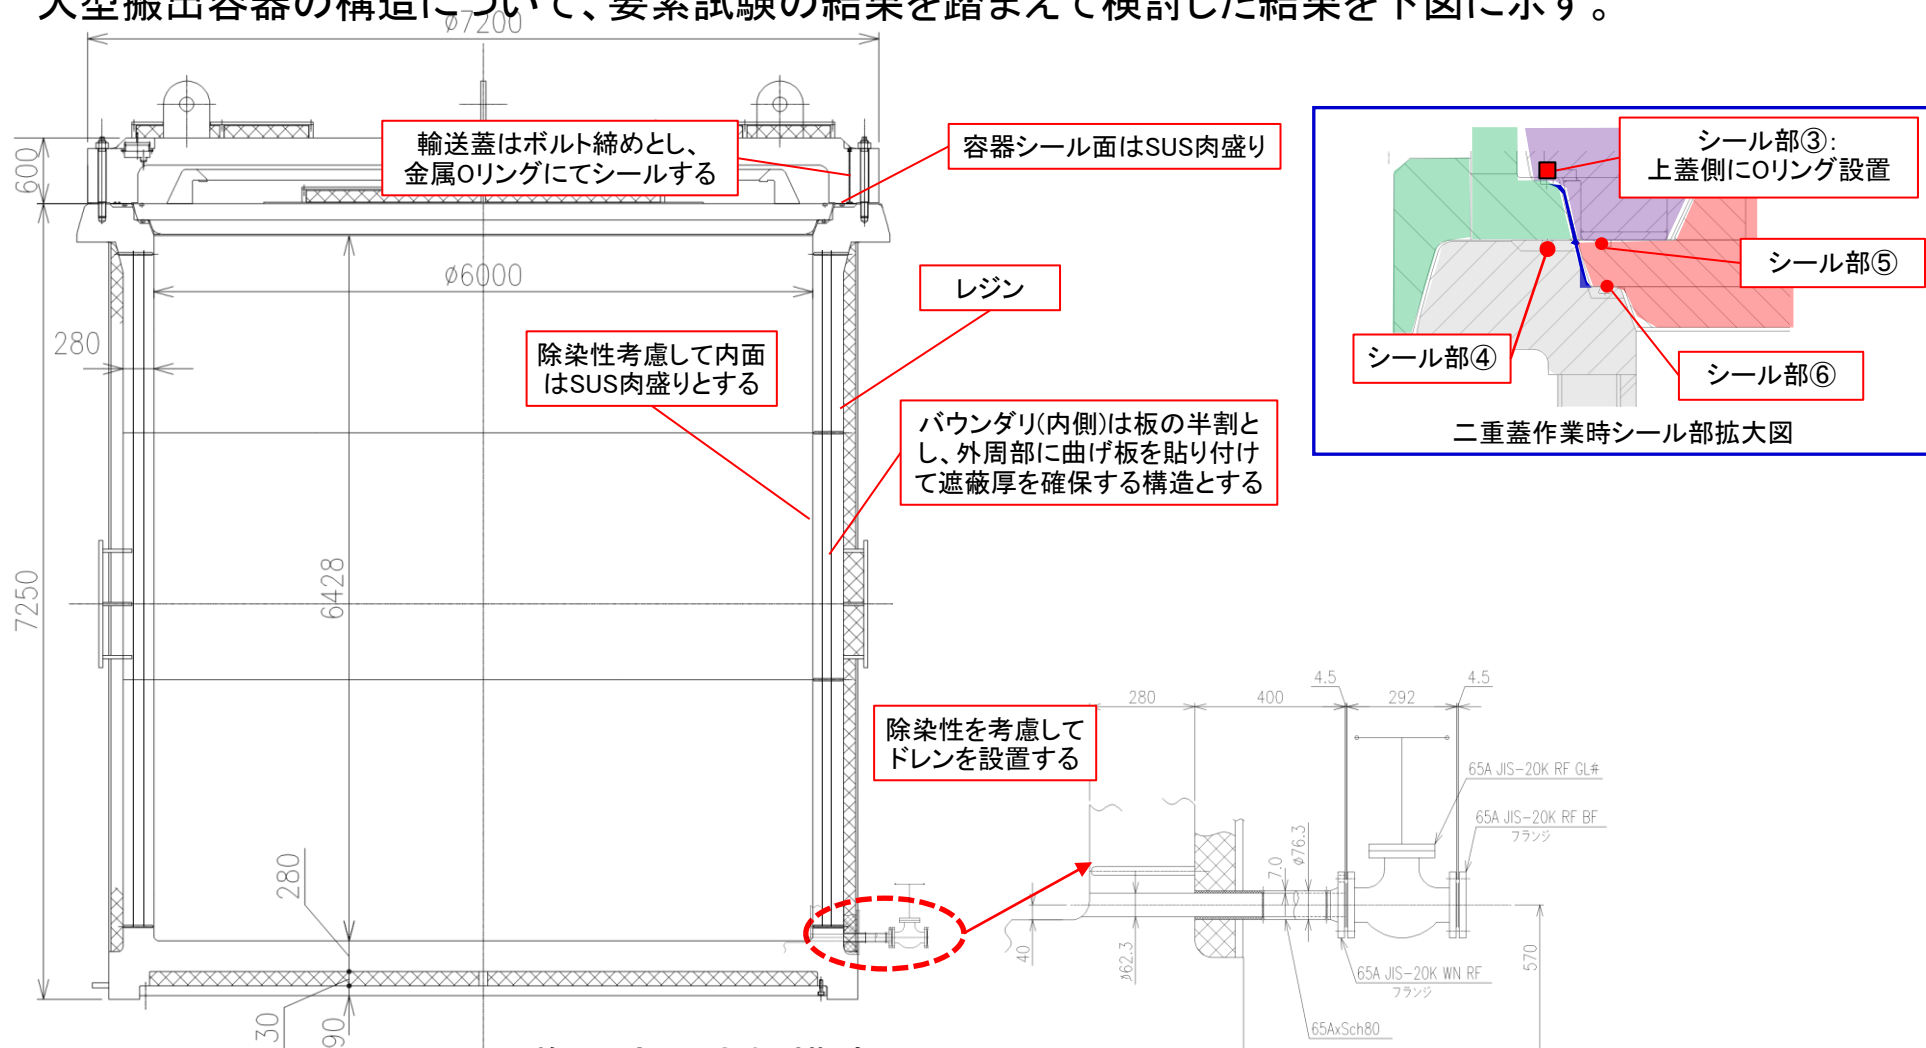 大型搬出容器の構造について、要素試験の結果を踏まえて検討した結果を下図に示す。
ø7200
600
輸送蓋はボルト締めとし、
金属Oリングにてシールする
容器シール面はSUS肉盛り
シール部③:
上蓋側にOリング設置
シール部⑤
シール部④
シール部⑥
二重蓋作業時シール部拡大図
ø6000
レジン
280
除染性考慮して内面
はSUS肉盛りとする
バウンダリ(内側)は板の半割と
し、外周部に曲げ板を貼り付け
て遮蔽厚を確保する構造とする
7250
6428
除染性を考慮して
ドレンを設置する
280
400
4.5
292
4.5
65A JIS-20K RF GL#
65A JIS-20K RF BF
フランジ
7.0
ø76.3
280
40
ø62.3
570
65A JIS-20K WN RF
フランジ
65AxSch80
30
90